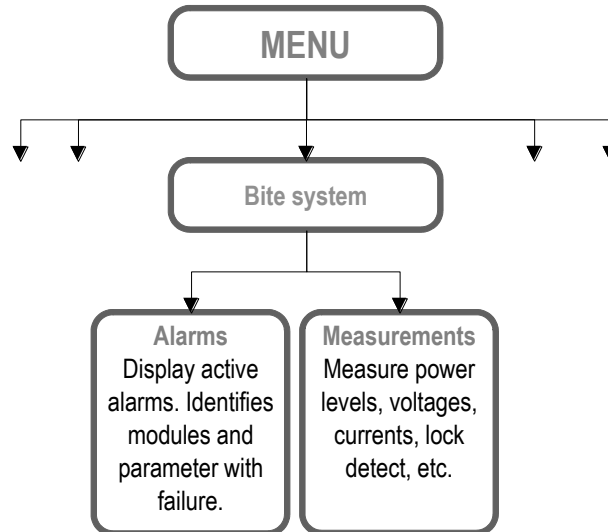 MENU
Bite system
Alarms
Display active
alarms. Identifies
modules and
parameter with
failure.
Measurements
Measure power
levels, voltages,
currents, lock
detect, etc.